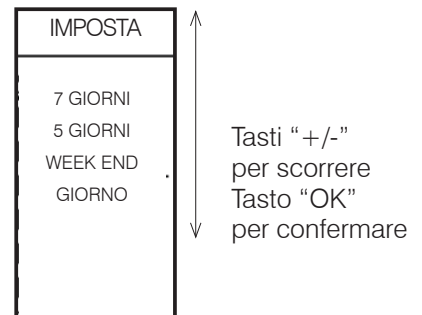 IMPOSTA
7 GIORNI
5 GIORNI
WEEK END
GIORNO
Tasti “+/-”
per scorrere
Tasto “OK”
per confermare